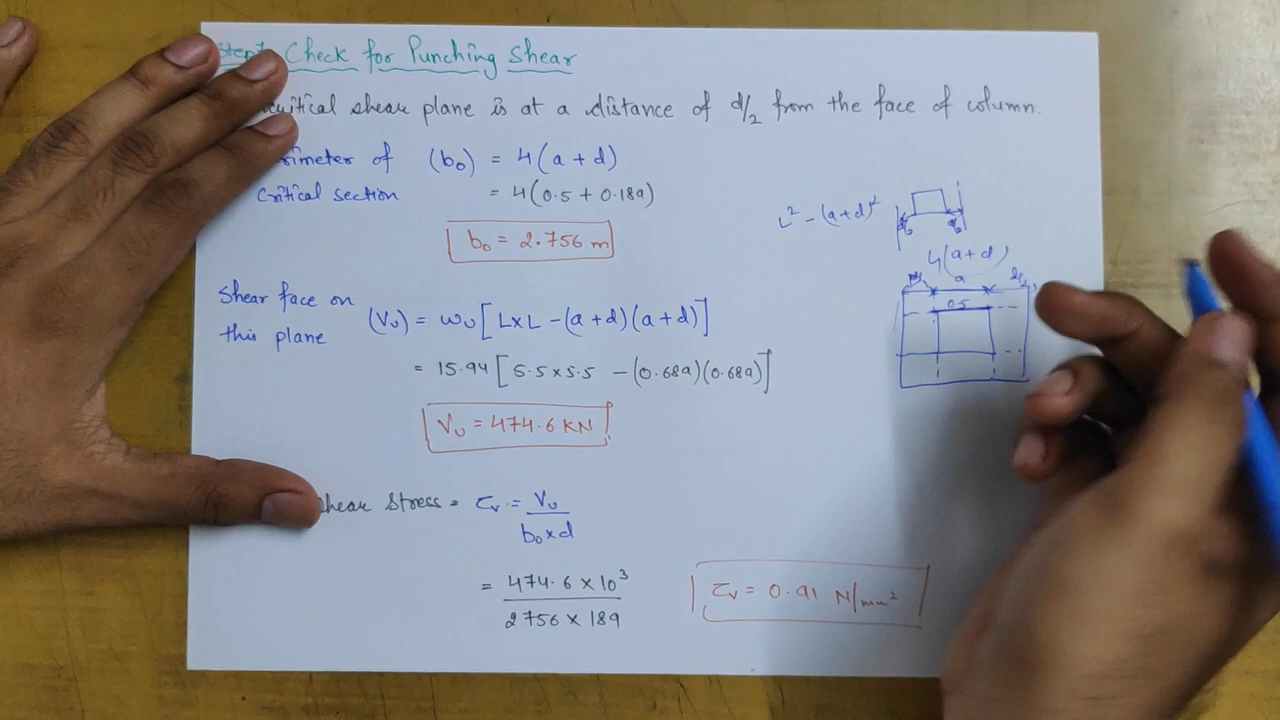 Step Check for Punching Shear
critical shear plane is at a distance of d/2 from the face of column.
rimeter of (b₀) = 4(a+d)
Critical section = 4(0.5 + 0.189)
b₀ = 2.756 m
L² - (a+d)²
4(a+d)
a
0.5
Shear face on
this plane (Vᵤ) = wᵤ[L×L - (a+d)(a+d)]
= 15.94[5.5×5.5 - (0.689)(0.689)]
Vᵤ = 474.6 KN
Shear Stress = τᵥ = Vᵤ
b₀×d
= 474.6 × 10³
2756 × 189
τᵥ = 0.91 N/mm²